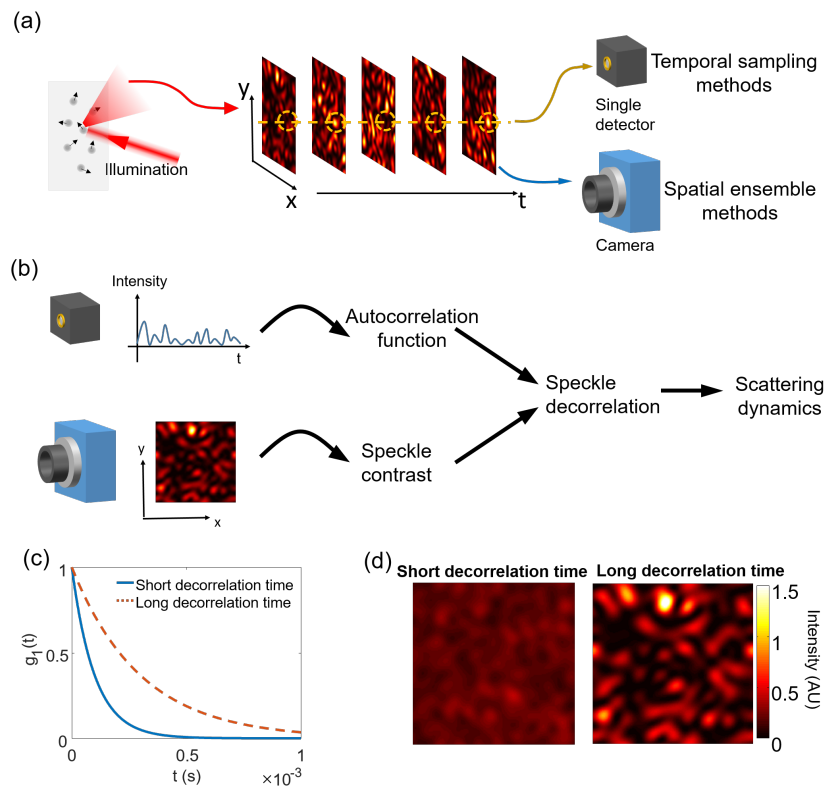 (a)
y
x
t
Illumination
Single
detector
Temporal sampling
methods
Spatial ensemble
methods
Camera
(b)
Intensity
t
Autocorrelation
function
Speckle
decorrelation
Scattering
dynamics
y
x
Speckle
contrast
(c)
1
0.5
0
Short decorrelation time
Long decorrelation time
g1(t)
0
0.5
1
t (s)
×10-3
(d)
Short decorrelation time
Long decorrelation time
1.5
1
0.5
0
Intensity (AU)